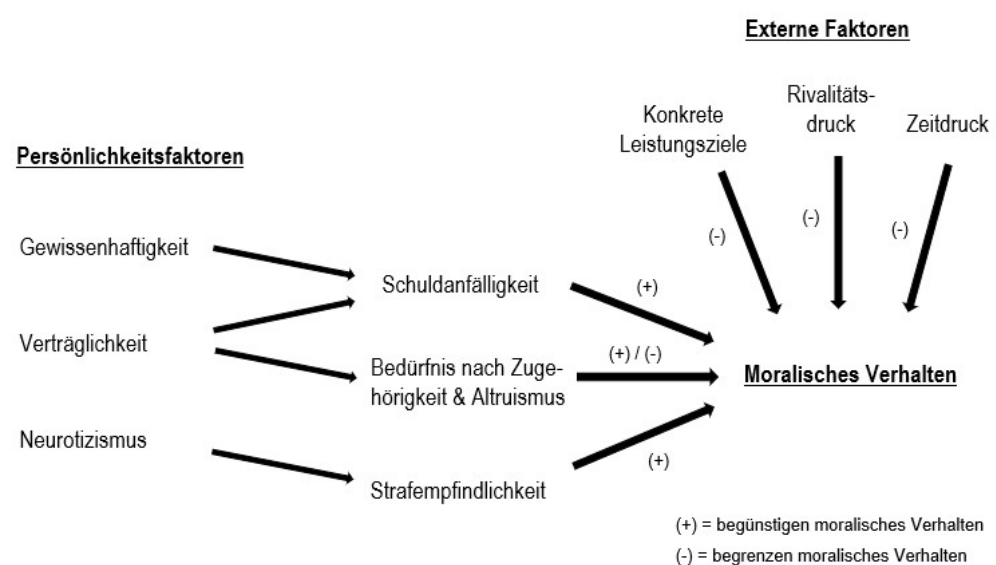 Externe Faktoren
Konkrete
Leistungsziele
Rivalitäts-
druck
Zeitdruck
(-)
(-)
(-)
Persönlichkeitsfaktoren
Gewissenhaftigkeit
Verträglichkeit
Neurotizismus
Schuldanfälligkeit
Bedürfnis nach Zuge-
hörigkeit & Altruismus
Strafempfindlichkeit
(+)
(+) / (-)
(+)
Moralisches Verhalten
(+) = begünstigen moralisches Verhalten
(-) = begrenzen moralisches Verhalten